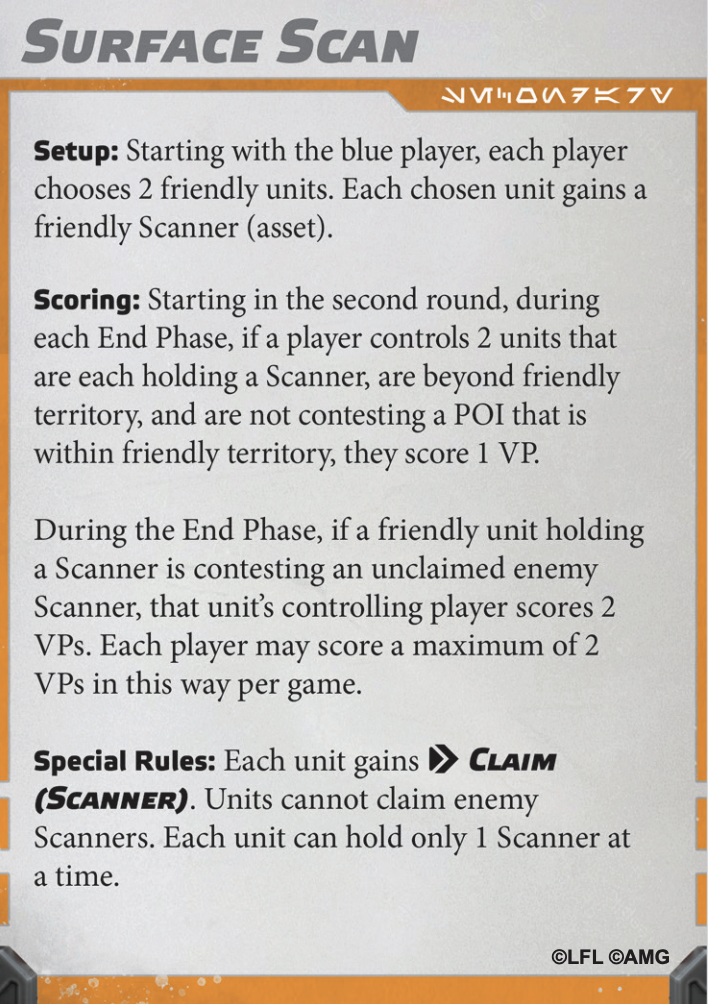 SURFACE SCAN
Setup: Starting with the blue player, each player
chooses 2 friendly units. Each chosen unit gains a
friendly Scanner (asset).
Scoring: Starting in the second round, during
each End Phase, if a player controls 2 units that
are each holding a Scanner, are beyond friendly
territory, and are not contesting a POI that is
within friendly territory, they score 1 VP.
During the End Phase, if a friendly unit holding
a Scanner is contesting an unclaimed enemy
Scanner, that unit’s controlling player scores 2
VPs. Each player may score a maximum of 2
VPs in this way per game.
Special Rules: Each unit gains CLAIM
(SCANNER). Units cannot claim enemy
Scanners. Each unit can hold only 1 Scanner at
a time.
©LFL ©AMG